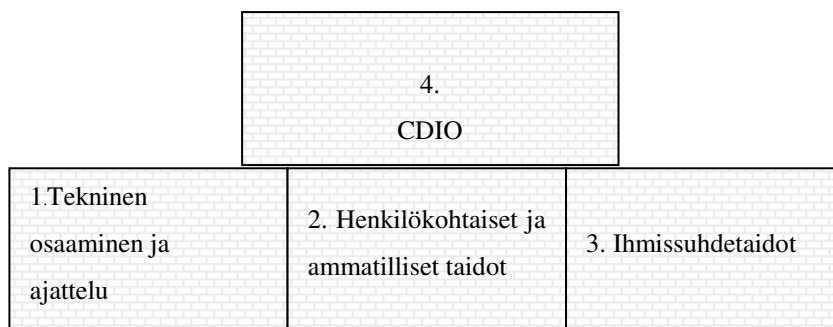 4.
CDIO
1.Tekninen
osaaminen ja
ajattelu
2. Henkilökohtaiset ja
ammatilliset taidot
3. Ihmissuhdetaidot